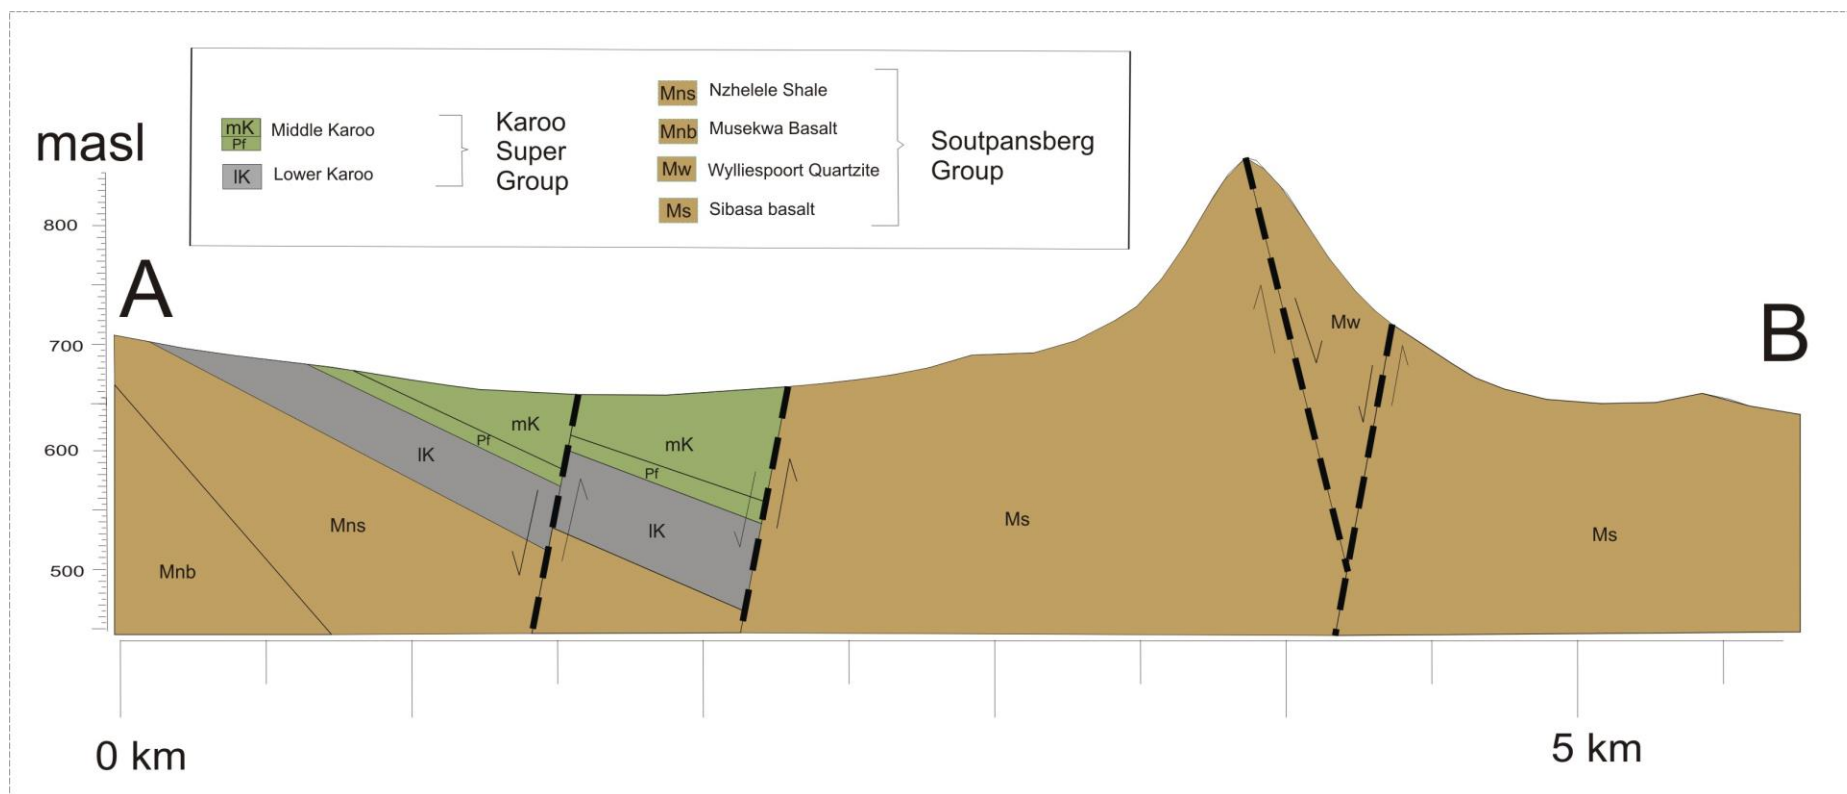 masl
800
700
600
500
A
B
mK
Pf
Middle Karoo
lK
Lower Karoo
Karoo
Super
Group
Mns
Nzhelele Shale
Mnb
Musekwa Basalt
Mw
Wylliespoort Quartzite
Ms
Sibasa basalt
Soutpansberg
Group
Mnb
Mns
lK
Pf
mK
mK
Pf
lK
Ms
Mw
Ms
0 km
5 km